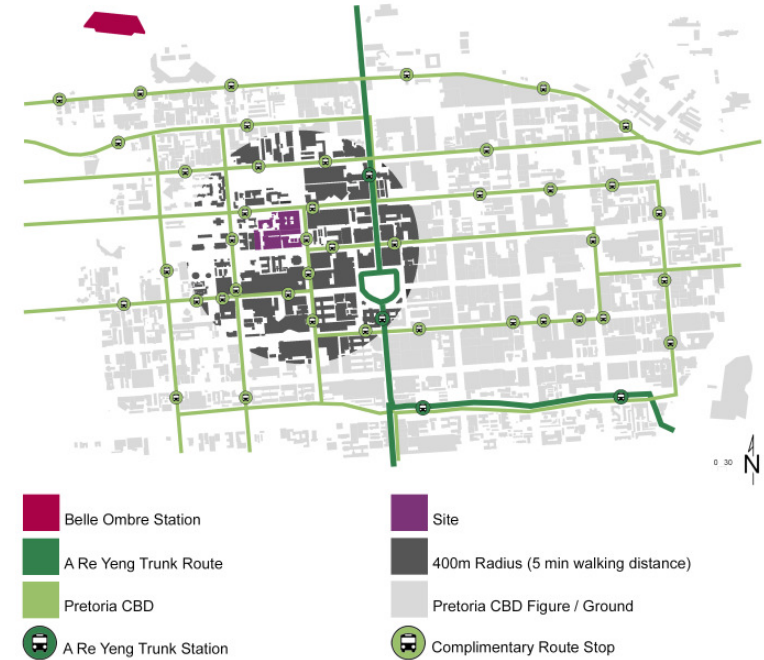 0 30
N
Belle Ombre Station
Site
A Re Yeng Trunk Route
400m Radius (5 min walking distance)
Pretoria CBD
Pretoria CBD Figure / Ground
A Re Yeng Trunk Station
Complimentary Route Stop